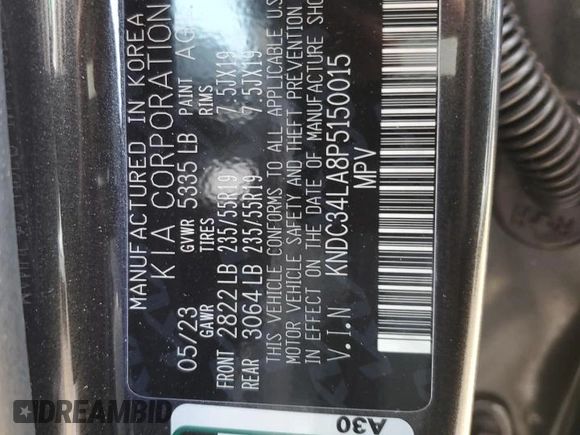 MANUFACTURED IN KOREA
KIA CORPORATION
05/23 GVWR 5335 LB PAINT AG
GAWR TIRES RIMS
FRONT 2822 LB 235/55R19 7.5JX19
REAR 3064 LB 235/55R19 7.5JX19
THIS VEHICLE CONFORMS TO ALL APPLICABLE U.S
MOTOR VEHICLE SAFETY AND THEFT PREVENTION
IN EFFECT ON THE DATE OF MANUFACTURE SHO
V.I.N KNDC34LA8P5150015
MPV
A30
DREAMBID